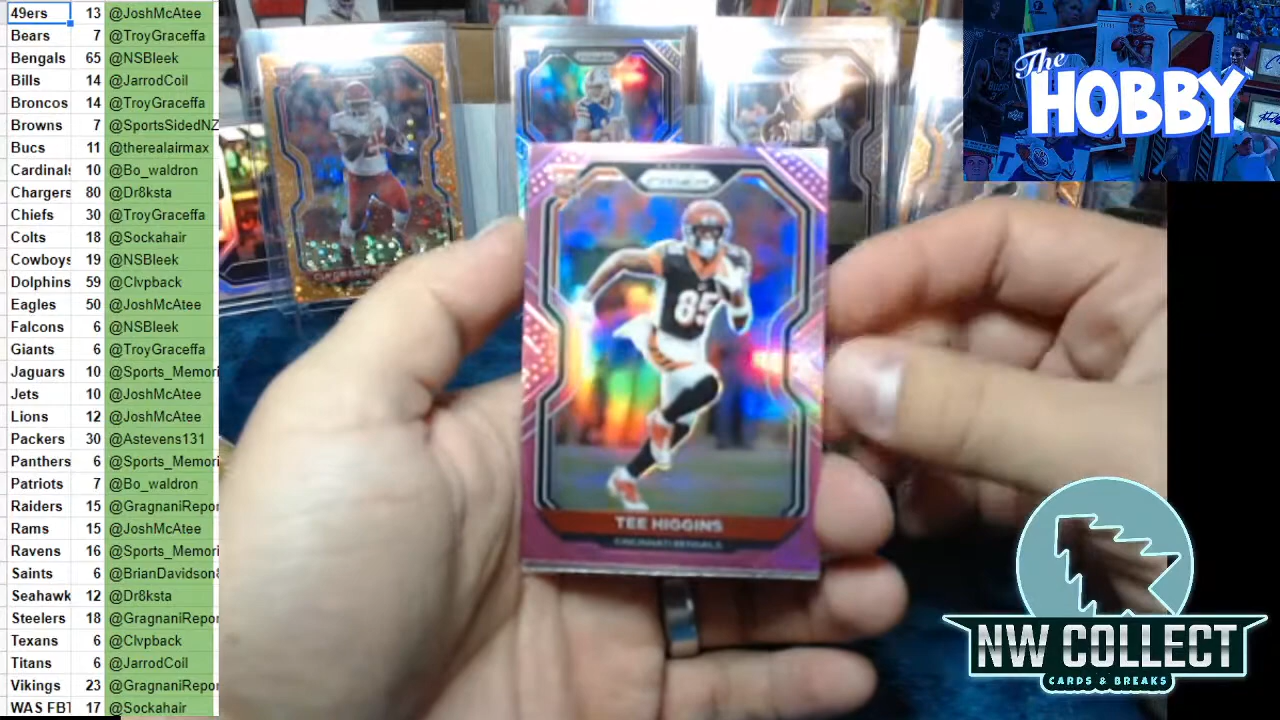 49ers 13 @JoshMcAtee
Bears 7 @TroyGraceffa
Bengals 65 @NSBleek
Bills 14 @JarrodCoil
Broncos 14 @TroyGraceffa
Browns 7 @SportsSidedNZ
Bucs 11 @therealairmax
Cardinals 10 @Bo_waldron
Chargers 80 @Dr8ksta
Chiefs 30 @TroyGraceffa
Colts 18 @Sockahair
Cowboys 19 @NSBleek
Dolphins 59 @Clvpback
Eagles 50 @JoshMcAtee
Falcons 6 @NSBleek
Giants 6 @TroyGraceffa
Jaguars 10 @Sports_Memori
Jets 10 @JoshMcAtee
Lions 12 @JoshMcAtee
Packers 30 @Astevens131
Panthers 6 @Sports_Memori
Patriots 7 @Bo_waldron
Raiders 15 @GragnaniRepor
Rams 15 @JoshMcAtee
Ravens 16 @Sports_Memori
Saints 6 @BrianDavidson8
Seahawk 12 @Dr8ksta
Steelers 18 @GragnaniRepor
Texans 6 @Clvpback
Titans 6 @JarrodCoil
Vikings 23 @GragnaniRepor
WAS FBT 17 @Sockahair
The
HOBBY
PRIZM
85
TEE HIGGINS
CINCINNATI BENGALS
NW COLLECT
CARDS & BREAKS